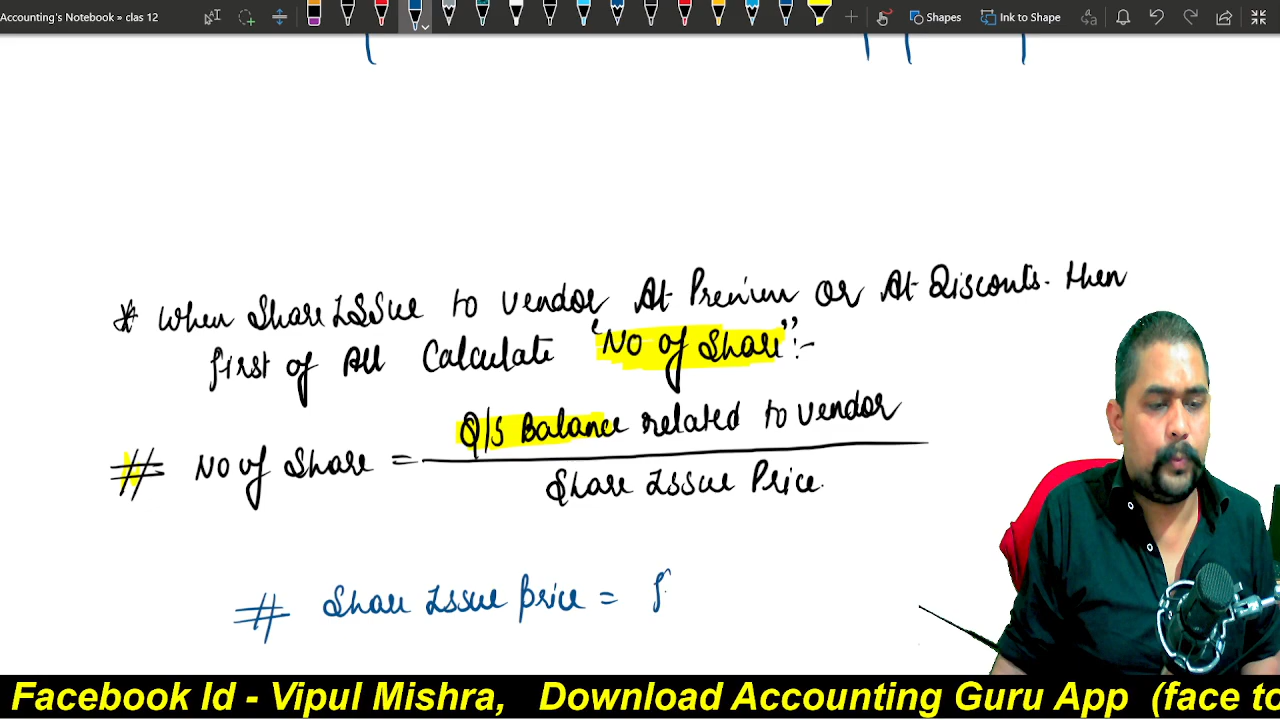 Accounting's Notebook » clas 12
Shapes
Ink to Shape
* When Share ISSue to vendor At Premium OR At Disconts. then
first of All Calculate "No of Share" :-
# No of Share = Q/S Balance related to vendor
Share Issue Price.
# Share Issue price = f
Facebook Id - Vipul Mishra, Download Accounting Guru App (face to